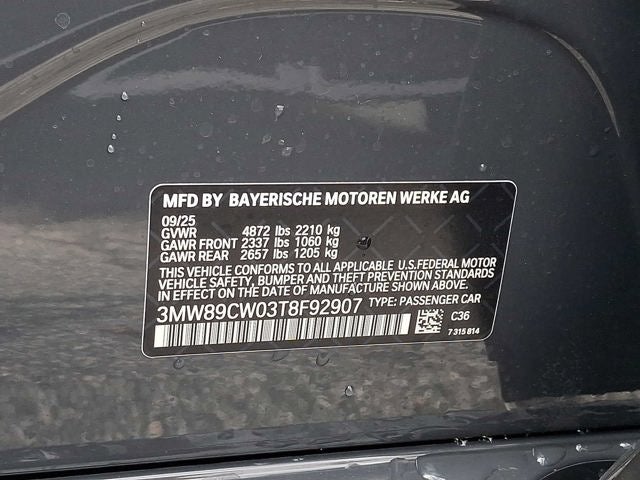 MFD BY BAYERISCHE MOTOREN WERKE AG
09/25
GVWR 4872 lbs 2210 kg
GAWR FRONT 2337 lbs 1060 kg
GAWR REAR 2657 lbs 1205 kg
THIS VEHICLE CONFORMS TO ALL APPLICABLE U.S.FEDERAL MOTOR
VEHICLE SAFETY, BUMPER AND THEFT PREVENTION STANDARDS
IN EFFECT ON THE DATE OF MANUFACTURE SHOWN ABOVE.
3MW89CW03T8F92907 TYPE: PASSENGER CAR
C36
7 315 814